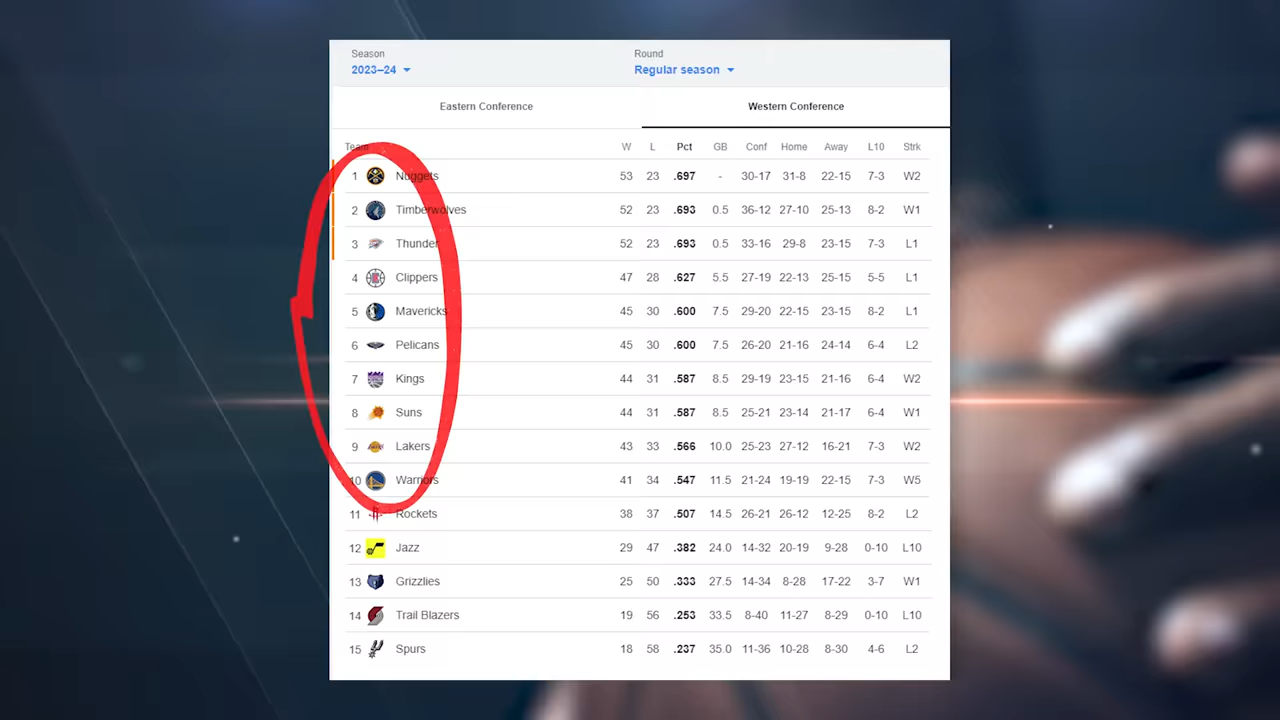 Season Round
2023–24 Regular season
Eastern Conference Western Conference
Team W L Pct GB Conf Home Away L10 Strk
1 Nuggets 53 23 .697 - 30-17 31-8 22-15 7-3 W2
2 Timberwolves 52 23 .693 0.5 36-12 27-10 25-13 8-2 W1
3 Thunder 52 23 .693 0.5 33-16 29-8 23-15 7-3 L1
4 Clippers 47 28 .627 5.5 27-19 22-13 25-15 5-5 L1
5 Mavericks 45 30 .600 7.5 29-20 22-15 23-15 8-2 L1
6 Pelicans 45 30 .600 7.5 26-20 21-16 24-14 6-4 L2
7 Kings 44 31 .587 8.5 29-19 23-15 21-16 6-4 W2
8 Suns 44 31 .587 8.5 25-21 23-14 21-17 6-4 W1
9 Lakers 43 33 .566 10.0 25-23 27-12 16-21 7-3 W2
10 Warriors 41 34 .547 11.5 21-24 19-19 22-15 7-3 W5
11 Rockets 38 37 .507 14.5 26-21 26-12 12-25 8-2 L2
12 Jazz 29 47 .382 24.0 14-32 20-19 9-28 0-10 L10
13 Grizzlies 25 50 .333 27.5 14-34 8-28 17-22 3-7 W1
14 Trail Blazers 19 56 .253 33.5 8-40 11-27 8-29 0-10 L10
15 Spurs 18 58 .237 35.0 11-36 10-28 8-30 4-6 L2